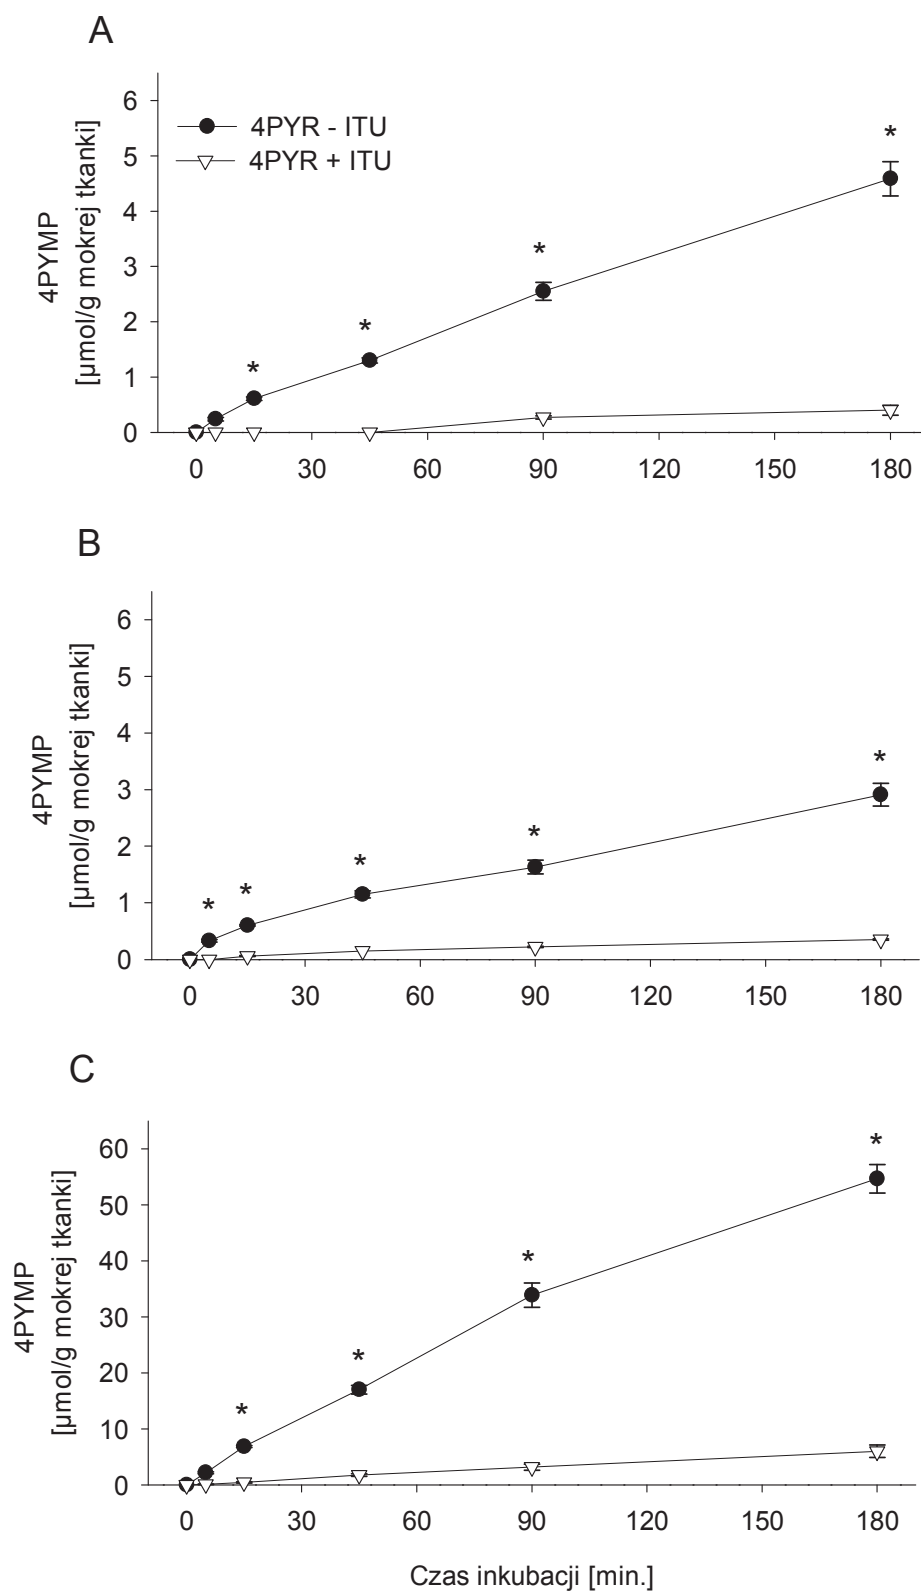 A
4PYMP
[µmol/g mokrej tkanki]
6
5
4
3
2
1
0
4PYR - ITU
4PYR + ITU
*
*
*
*
0 30 60 90 120 150 180
B
4PYMP
[µmol/g mokrej tkanki]
6
5
4
3
2
1
0
*
*
*
*
*
0 30 60 90 120 150 180
C
4PYMP
[µmol/g mokrej tkanki]
60
50
40
30
20
10
0
*
*
*
*
0 30 60 90 120 150 180
Czas inkubacji [min.]